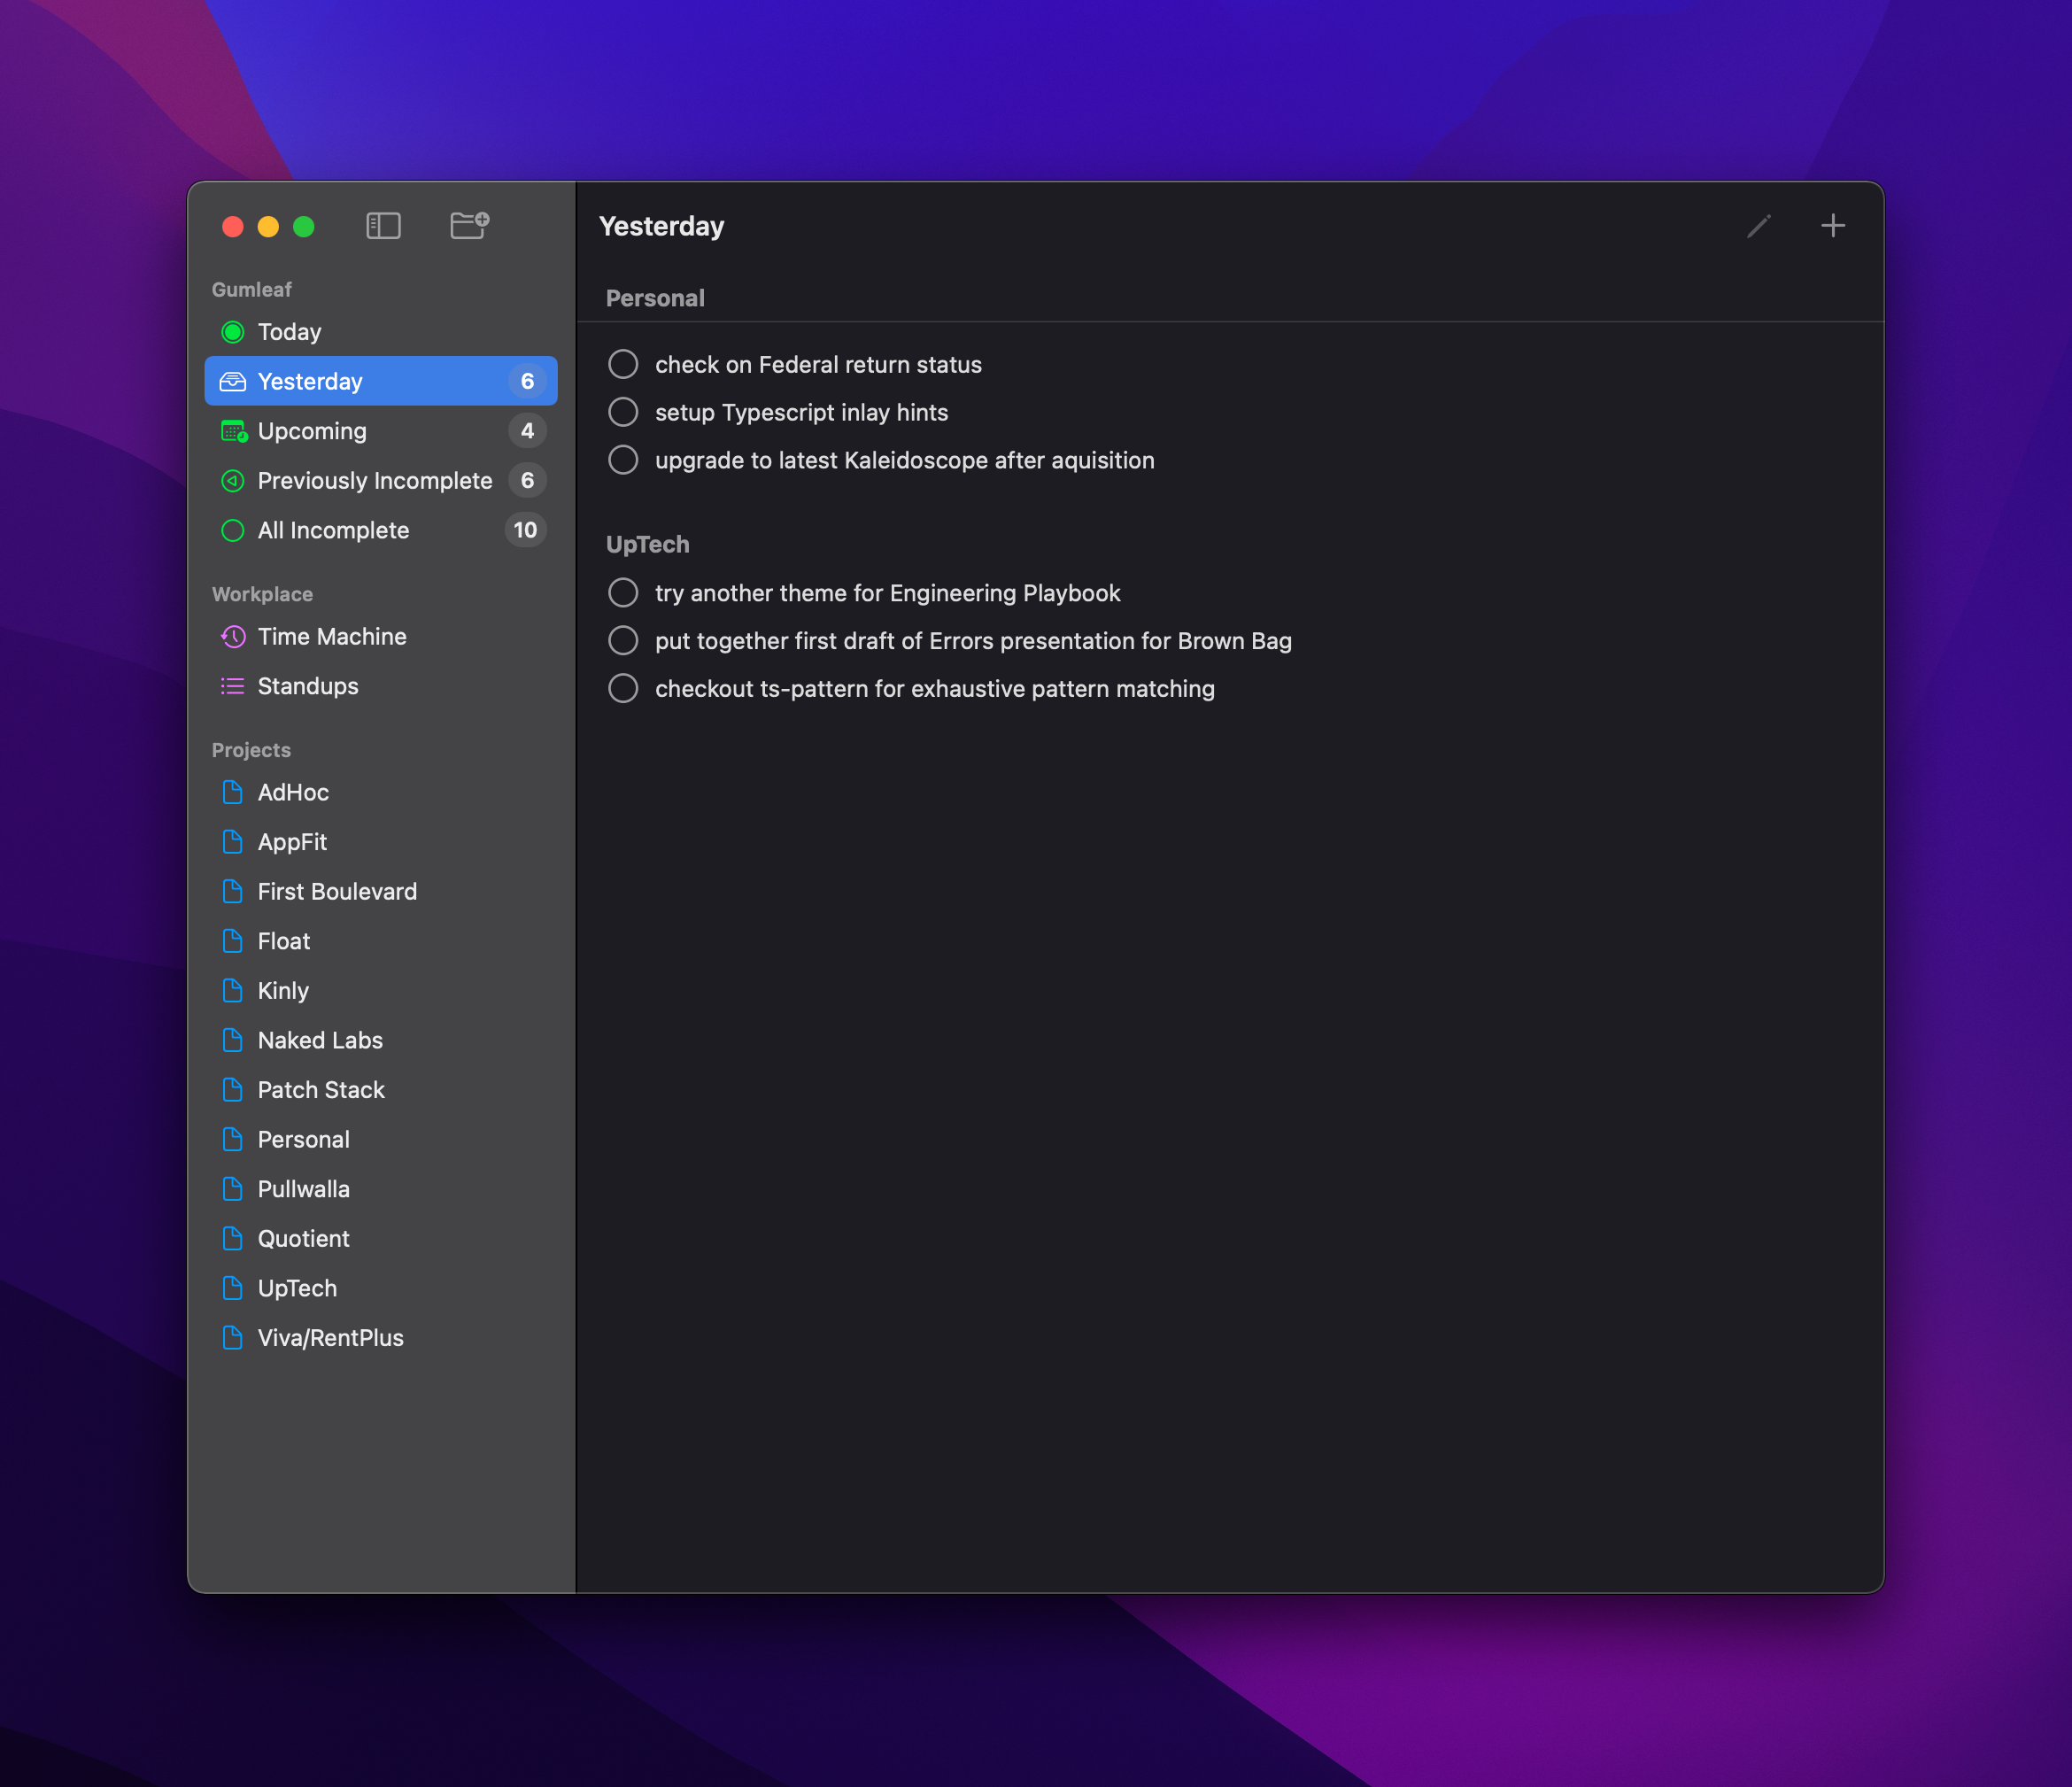 Gumleaf
Today
Yesterday 6
Upcoming 4
Previously Incomplete 6
All Incomplete 10
Workplace
Time Machine
Standups
Projects
AdHoc
AppFit
First Boulevard
Float
Kinly
Naked Labs
Patch Stack
Personal
Pullwalla
Quotient
UpTech
Viva/RentPlus
Yesterday
Personal
check on Federal return status
setup Typescript inlay hints
upgrade to latest Kaleidoscope after aquisition
UpTech
try another theme for Engineering Playbook
put together first draft of Errors presentation for Brown Bag
checkout ts-pattern for exhaustive pattern matching